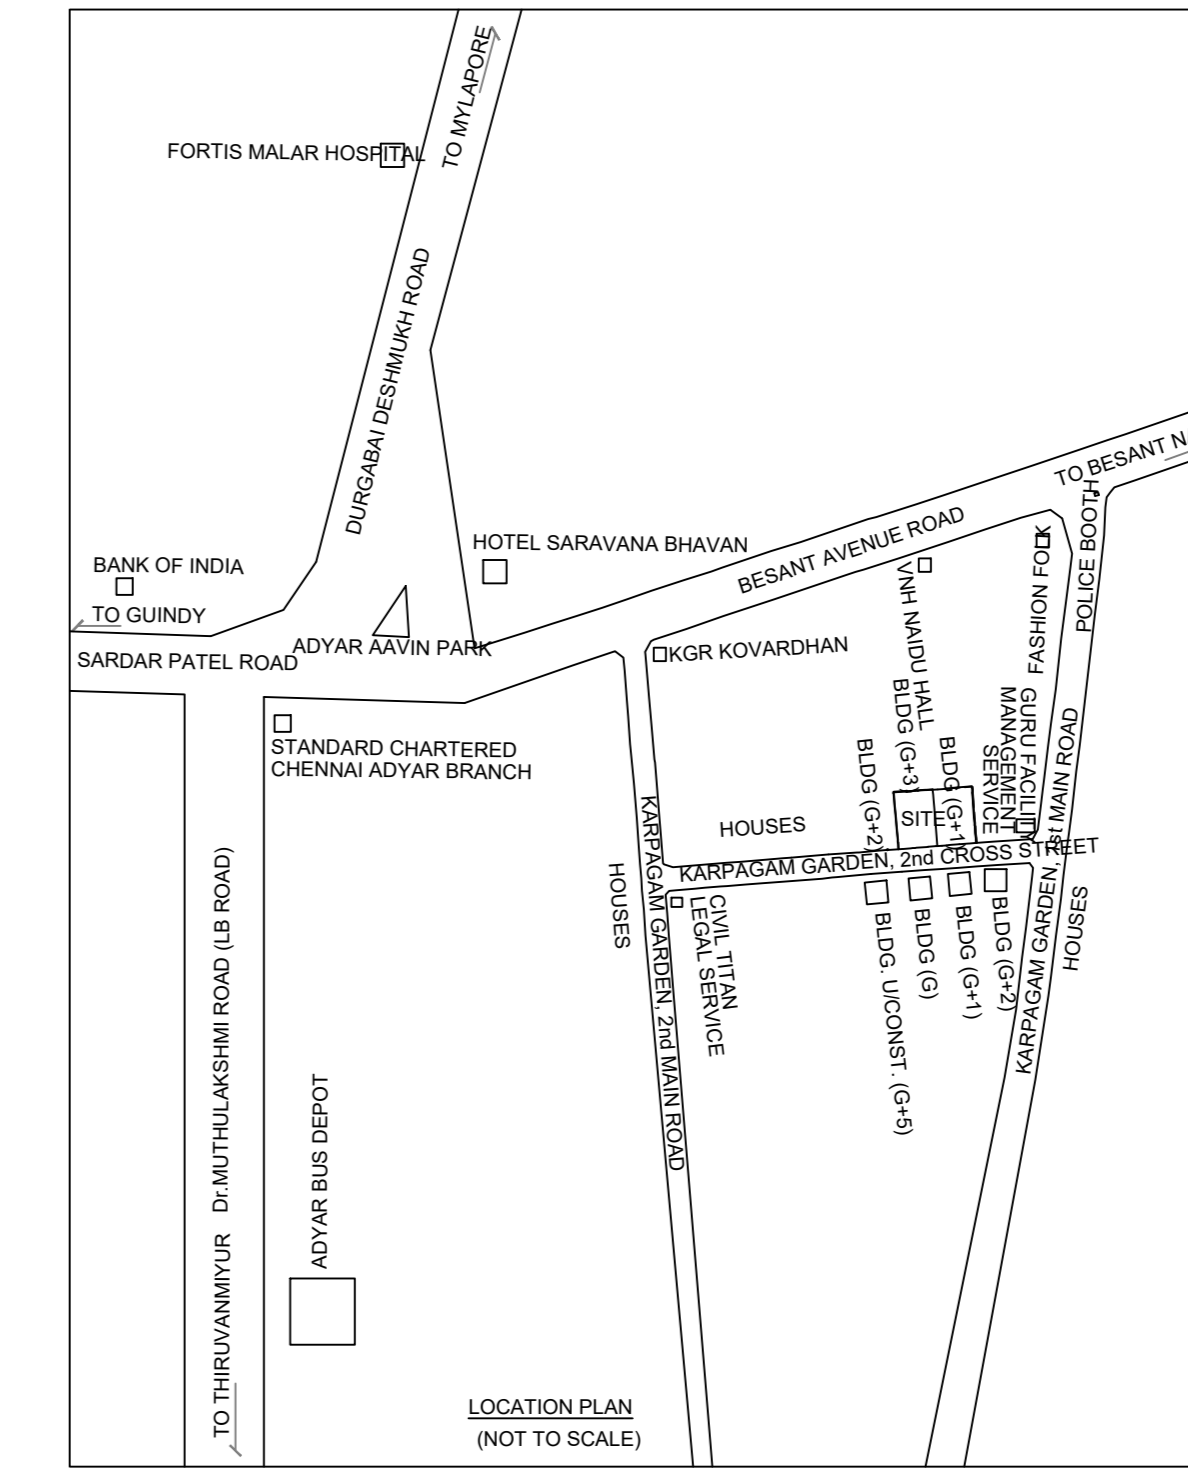 TO MYLAPORE
FORTIS MALAR HOSPITAL
DURGABAI DESHMUKH ROAD
TO BESANT N
POLICE BOOTH
BESANT AVENUE ROAD
FASHION FOLK
HOTEL SARAVANA BHAVAN
BANK OF INDIA
TO GUINDY
SARDAR PATEL ROAD
ADYAR AAVIN PARK
KGR KOVARDHAN
VNH NAIDU HALL
BLDG (G+3)
BLDG (G+2)
BLDG (G+1)
GURU FACILITY
MANAGEMENT
SERVICE
STANDARD CHARTERED
CHENNAI ADYAR BRANCH
HOUSES
SITE
KARPAGAM GARDEN, 2nd CROSS STREET
KARPAGAM GARDEN, 1st MAIN ROAD
HOUSES
HOUSES
KARPAGAM GARDEN, 2nd MAIN ROAD
CIVIL TITAN
LEGAL SERVICE
BLDG. U/CONST. (G+5)
BLDG (G)
BLDG (G+1)
BLDG (G+2)
Dr.MUTHULAKSHMI ROAD (LB ROAD)
TO THIRUVANMIYUR
ADYAR BUS DEPOT
LOCATION PLAN
(NOT TO SCALE)